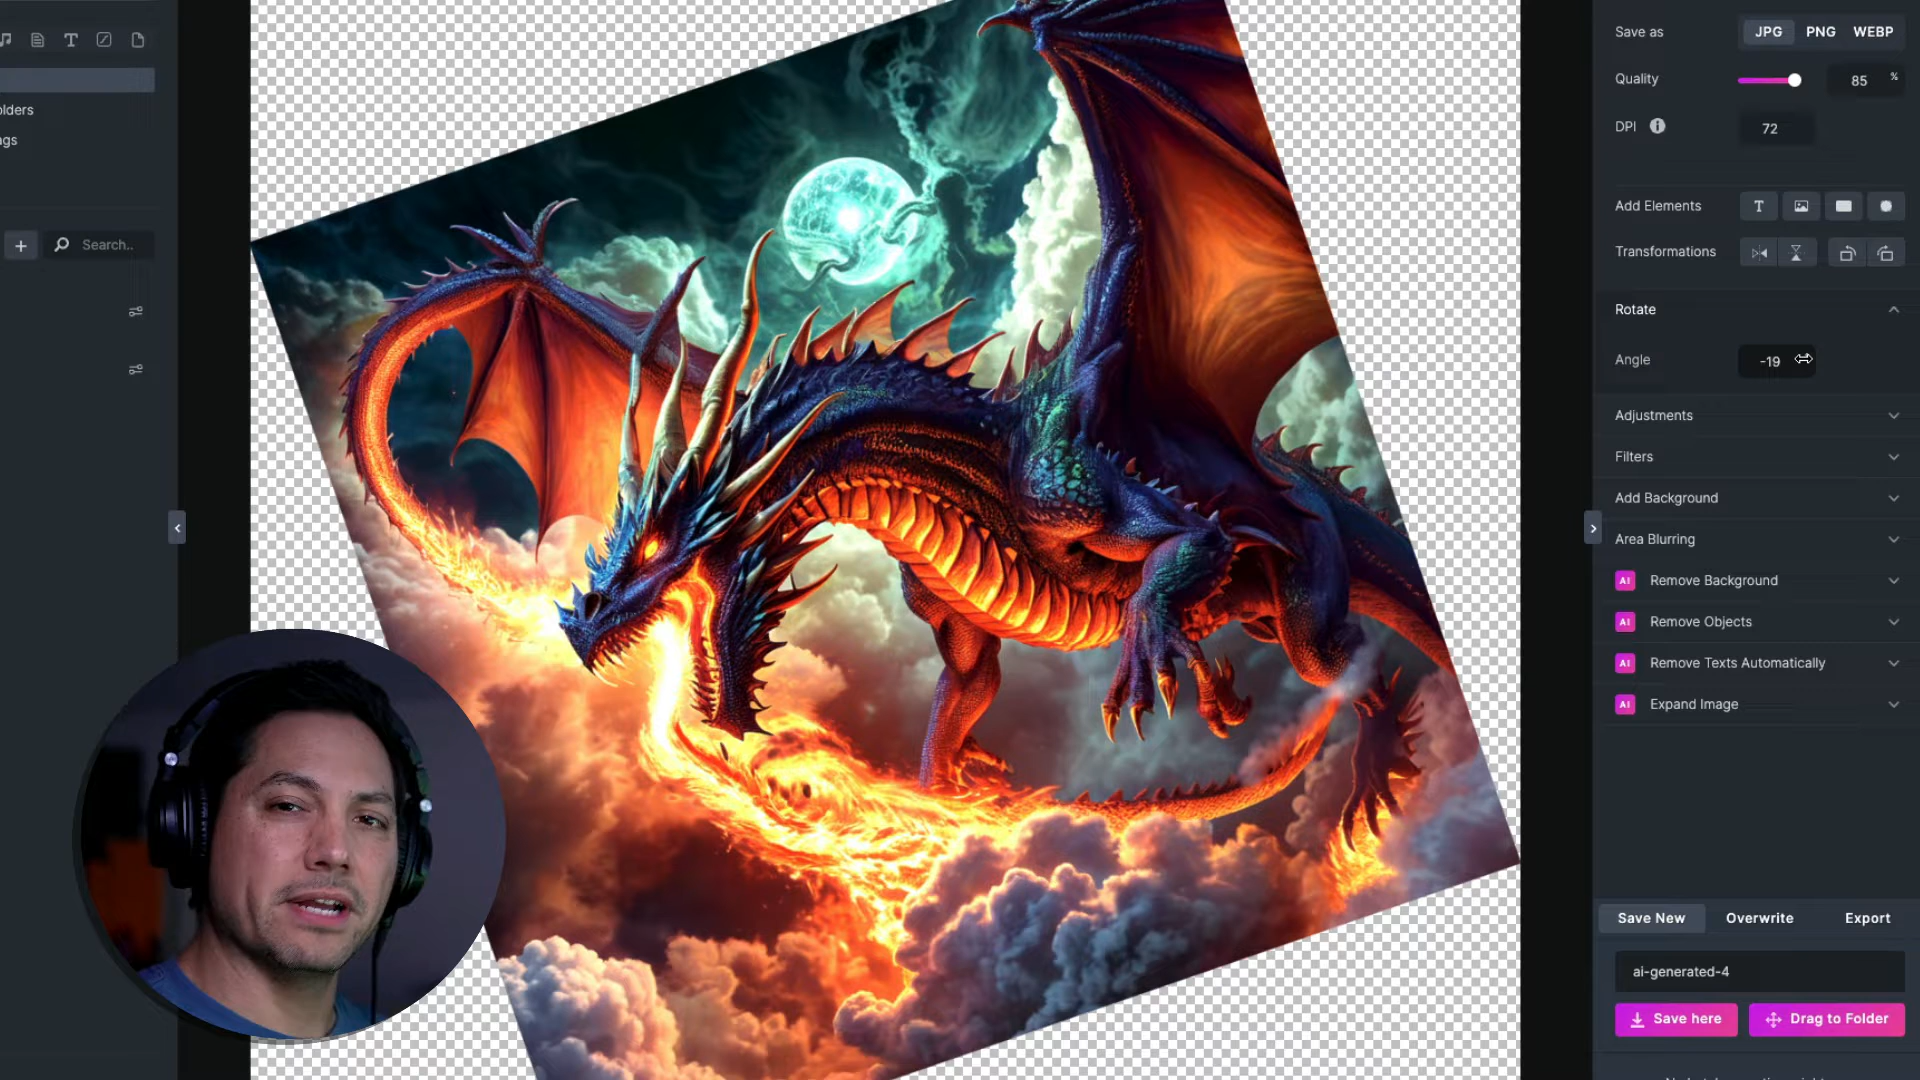 Save as
JPG PNG WEBP
Quality
85 %
DPI
72
Add Elements
T
Transformations
Rotate
Angle
-19
Adjustments
Filters
Add Background
Area Blurring
AI Remove Background
AI Remove Objects
AI Remove Texts Automatically
AI Expand Image
Save New Overwrite Export
ai-generated-4
Save here
Drag to Folder
T
olders
ags
+ Search..